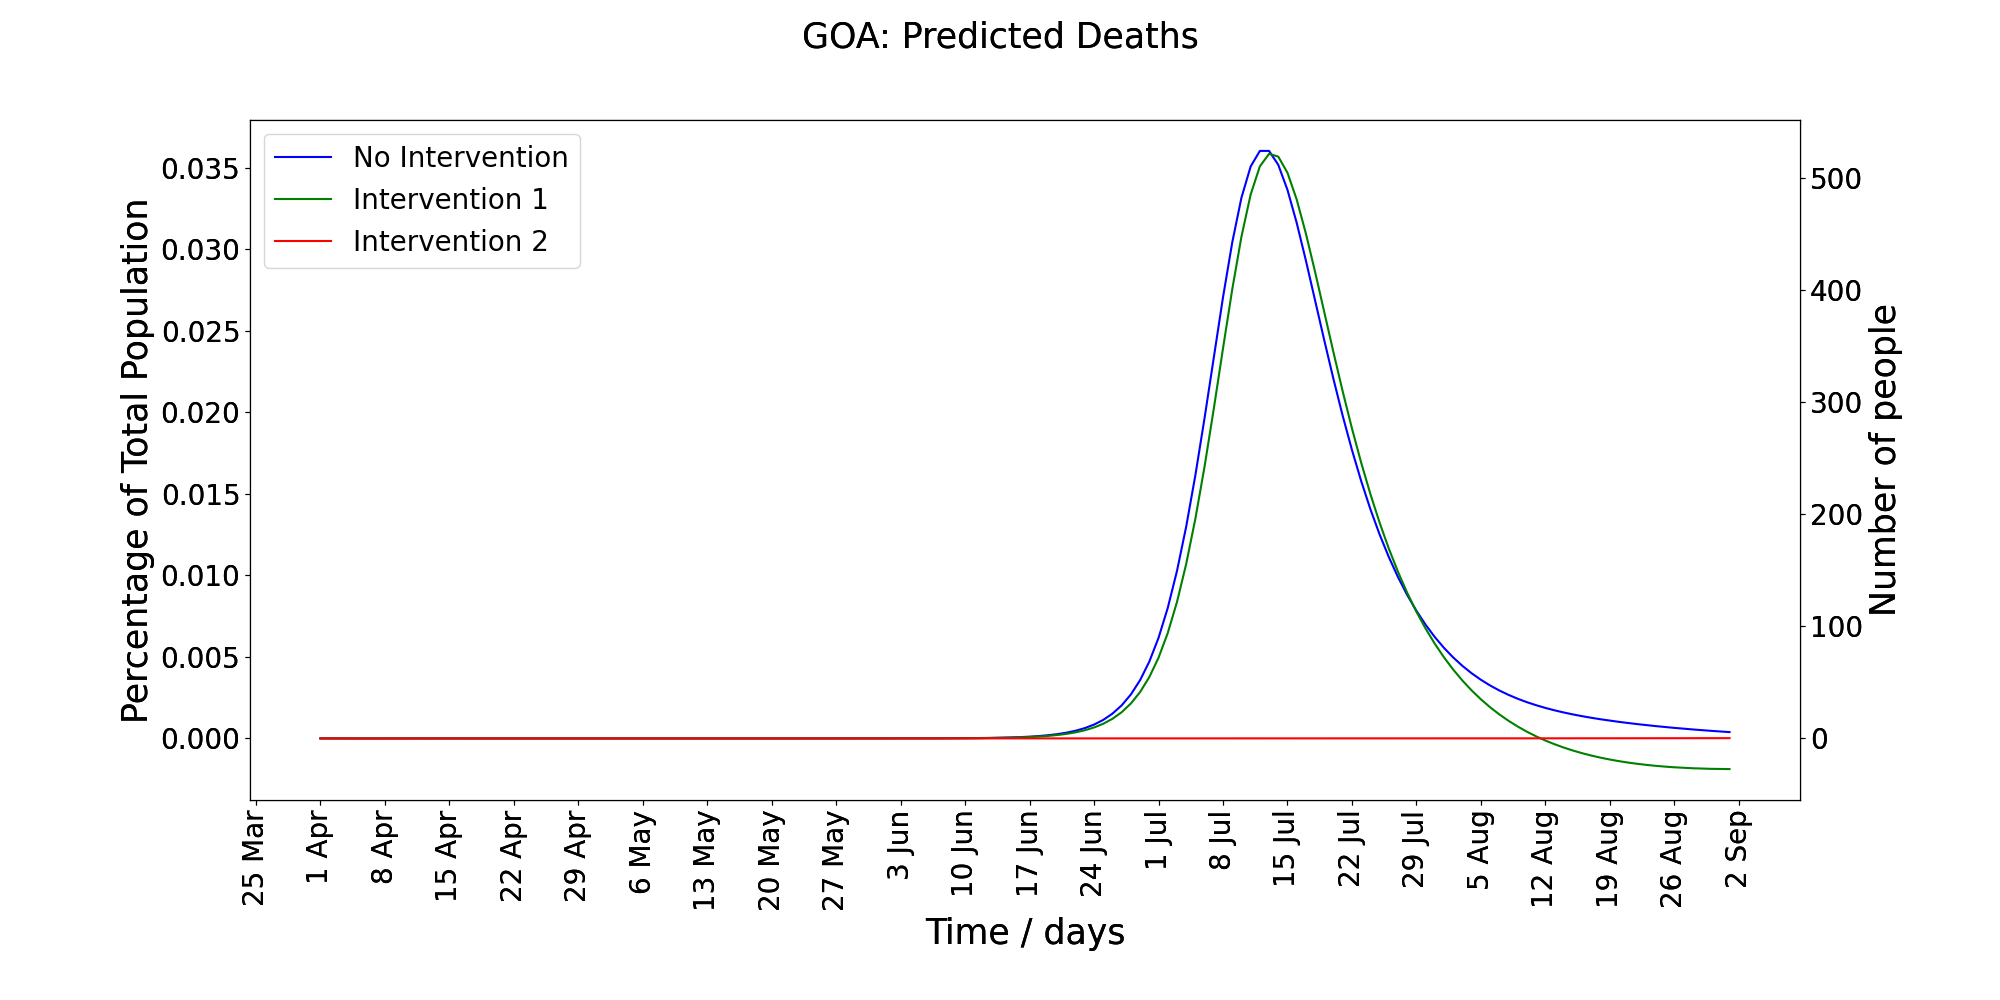 GOA: Predicted Deaths
No Intervention
Intervention 1
Intervention 2
Percentage of Total Population
0.035
0.030
0.025
0.020
0.015
0.010
0.005
0.000
500
400
300
200
100
0
Number of people
25 Mar
1 Apr
8 Apr
15 Apr
22 Apr
29 Apr
6 May
13 May
20 May
27 May
3 Jun
10 Jun
17 Jun
24 Jun
1 Jul
8 Jul
15 Jul
22 Jul
29 Jul
5 Aug
12 Aug
19 Aug
26 Aug
2 Sep
Time / days